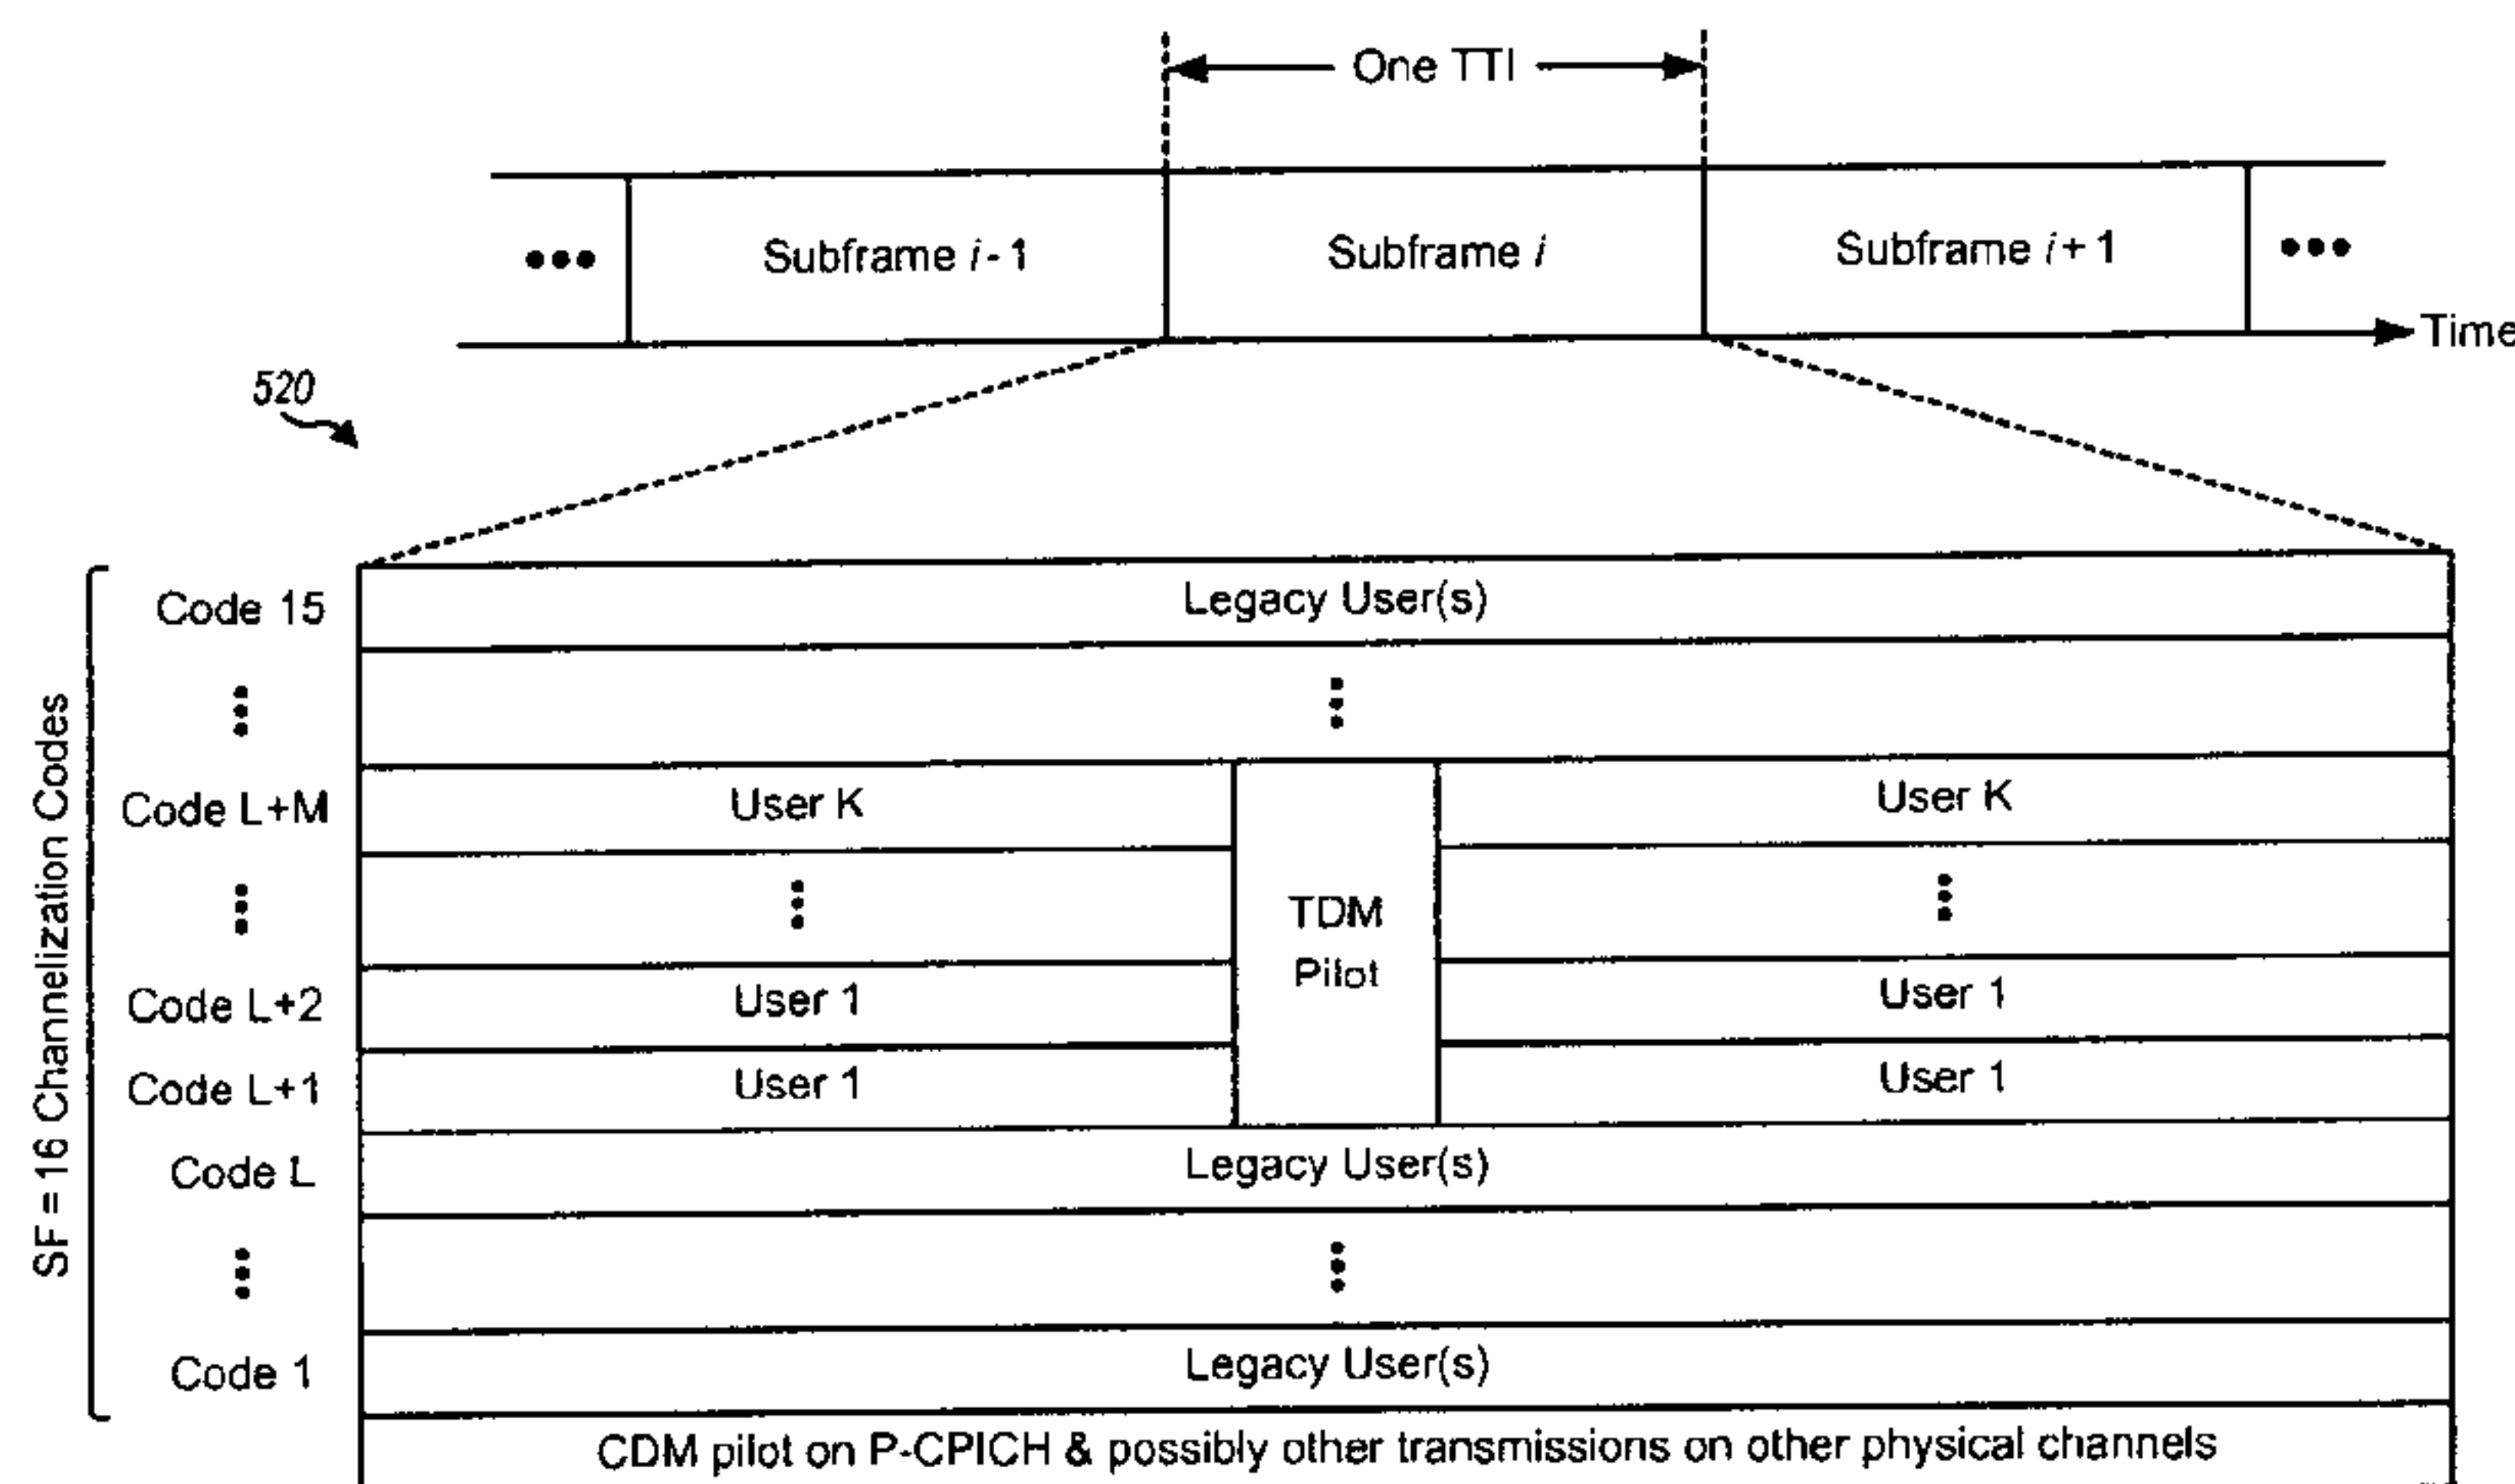 One TTI
••• Subframe i-1 Subframe i Subframe i+1 •••
Time
520
SF = 16 Channelization Codes
Code 15 Legacy User(s)
Code L+M User K User K
TDM
Pilot
Code L+2 User 1 User 1
Code L+1 User 1 User 1
Code L Legacy User(s)
Code 1 Legacy User(s)
CDM pilot on P-CPICH & possibly other transmissions on other physical channels